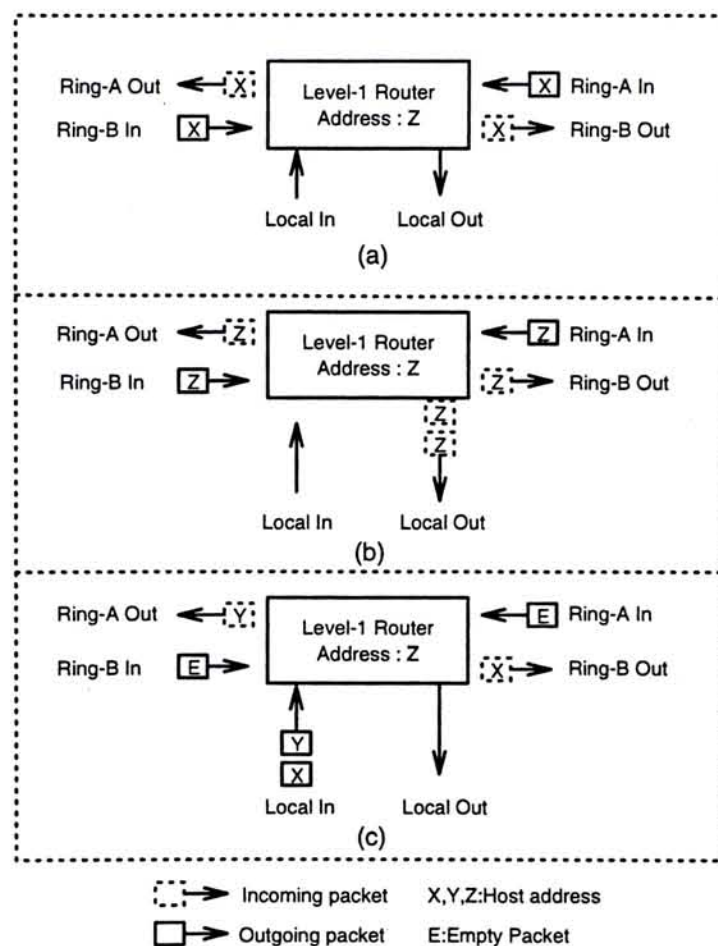 Ring-A Out X Level-1 Router X Ring-A In
Ring-B In X Address : Z X Ring-B Out
Local In Local Out
(a)
Ring-A Out Z Level-1 Router Z Ring-A In
Ring-B In Z Address : Z Z Ring-B Out
Z
Z
Local In Local Out
(b)
Ring-A Out Y Level-1 Router E Ring-A In
Ring-B In E Address : Z X Ring-B Out
Y
X
Local In Local Out
(c)
Incoming packet X,Y,Z:Host address
Outgoing packet E:Empty Packet